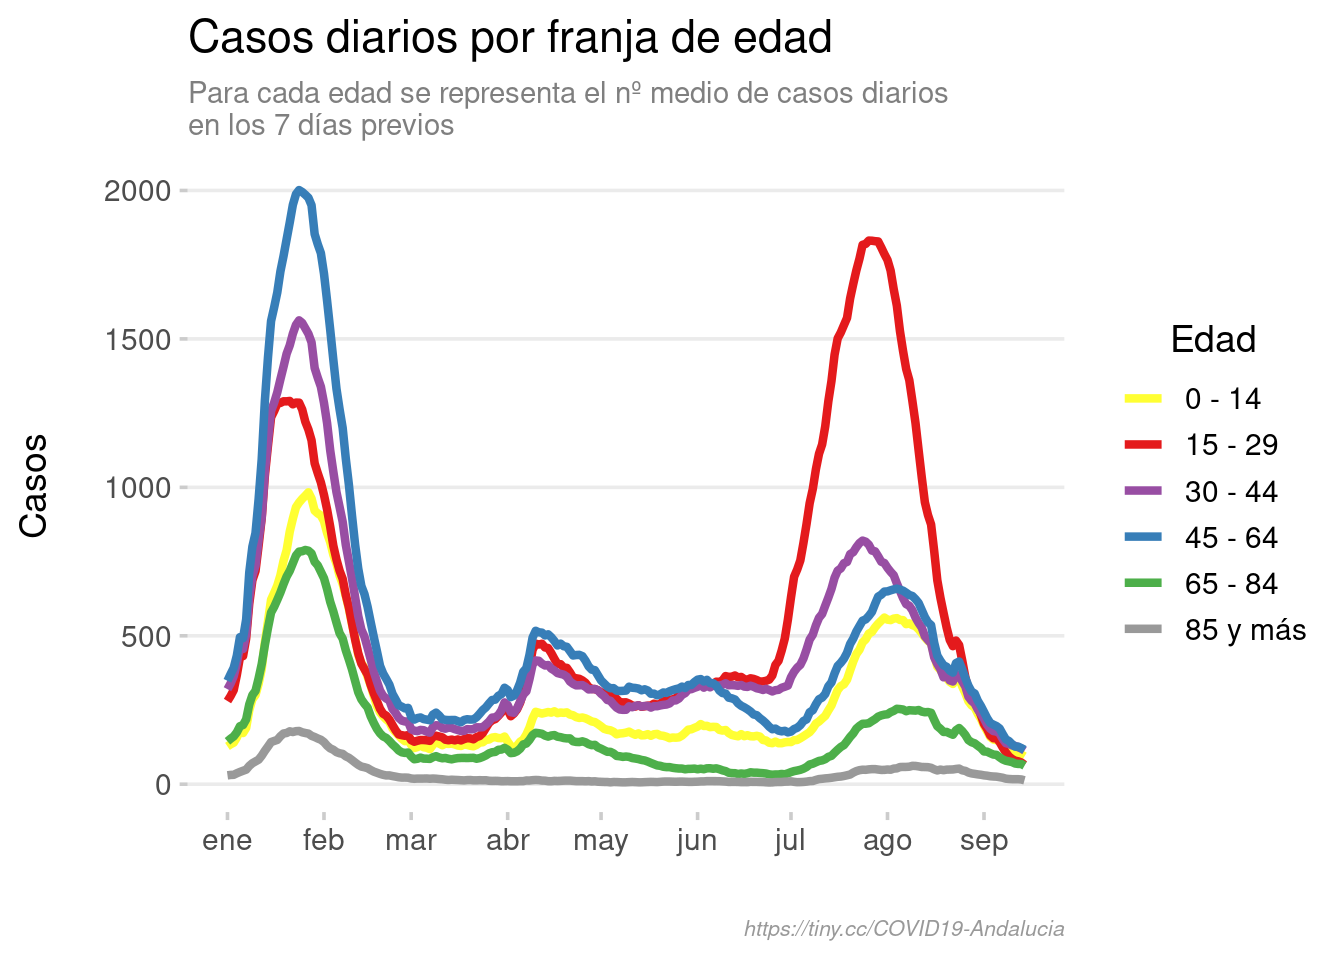 Casos diarios por franja de edad
Para cada edad se representa el nº medio de casos diarios
en los 7 días previos
2000
1500
1000
500
0
Casos
ene feb mar abr may jun jul ago sep
Edad
0 - 14
15 - 29
30 - 44
45 - 64
65 - 84
85 y más
https://tiny.cc/COVID19-Andalucia